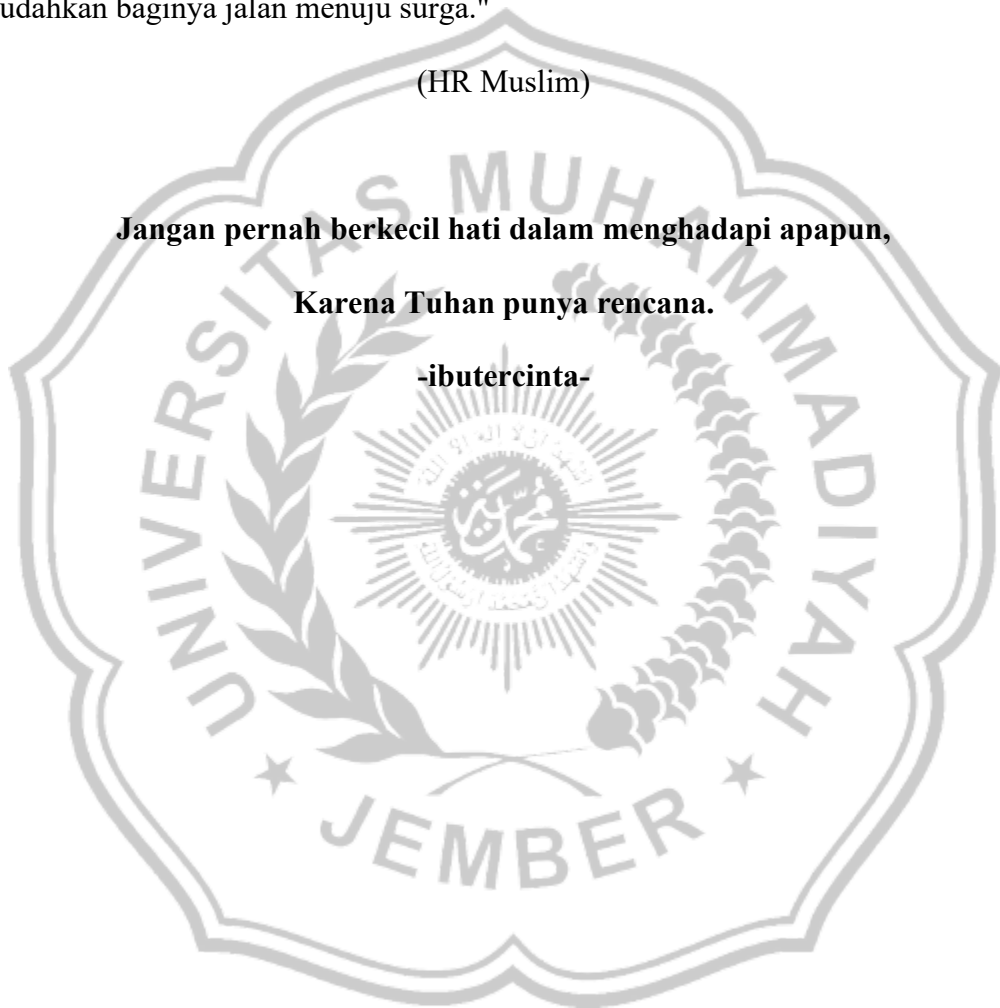 udahkan baginya jalan menuju surga."
(HR Muslim)
Jangan pernah berkecil hati dalam menghadapi apapun,
Karena Tuhan punya rencana.
-ibutercinta-
UNIVERSITAS MUHAMMADIYAH
JEMBER